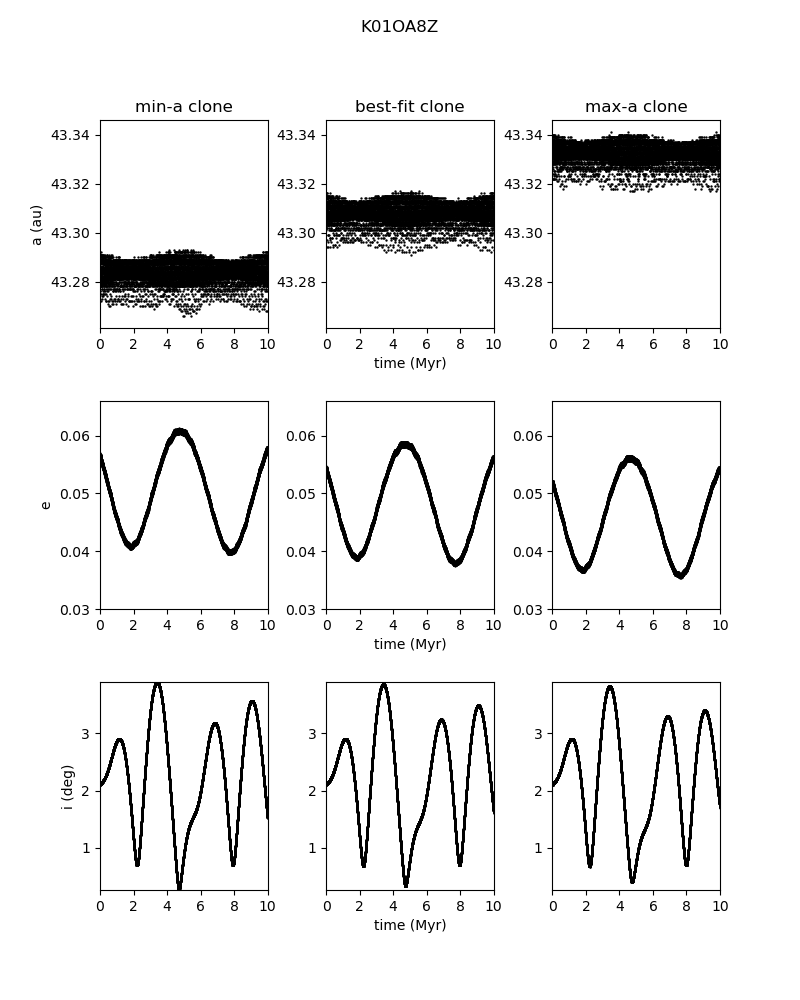 K01OA8Z
min-a clone best-fit clone max-a clone
43.34 43.34 43.34
43.32 43.32 43.32
a (au)
43.30 43.30 43.30
43.28 43.28 43.28
0 2 4 6 8 10 0 2 4 6 8 10 0 2 4 6 8 10
time (Myr)
0.06 0.06 0.06
e
0.05 0.05 0.05
0.04 0.04 0.04
0.03 0.03 0.03
0 2 4 6 8 10 0 2 4 6 8 10 0 2 4 6 8 10
time (Myr)
3 3 3
i (deg)
2 2 2
1 1 1
0 2 4 6 8 10 0 2 4 6 8 10 0 2 4 6 8 10
time (Myr)